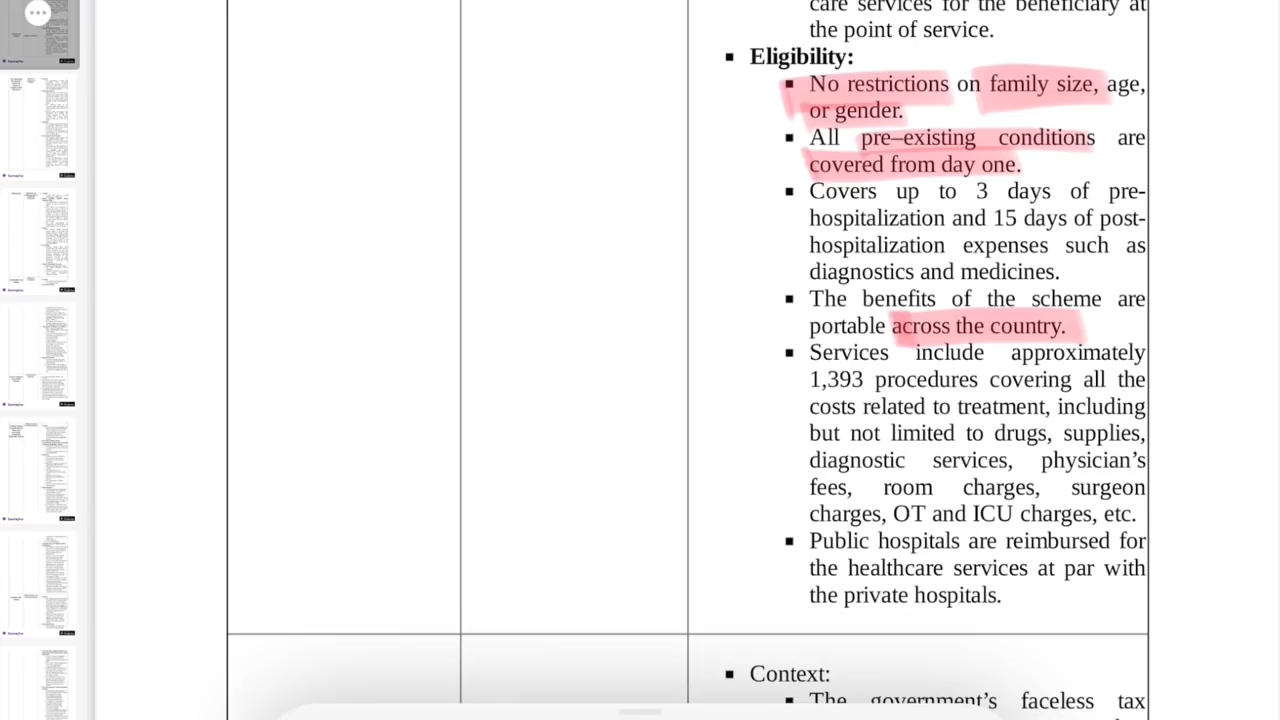 care services for the beneficiary at
the point of service.
▪ Eligibility:
▪ No restrictions on family size, age,
or gender.
▪ All pre–existing conditions are
covered from day one.
▪ Covers up to 3 days of pre-
hospitalization and 15 days of post-
hospitalization expenses such as
diagnostics and medicines.
▪ The benefits of the scheme are
portable across the country.
▪ Services include approximately
1,393 procedures covering all the
costs related to treatment, including
but not limited to drugs, supplies,
diagnostic services, physician’s
fees, room charges, surgeon
charges, OT and ICU charges, etc.
▪ Public hospitals are reimbursed for
the healthcare services at par with
the private hospitals.
▪ Context:
▪ The government’s faceless tax